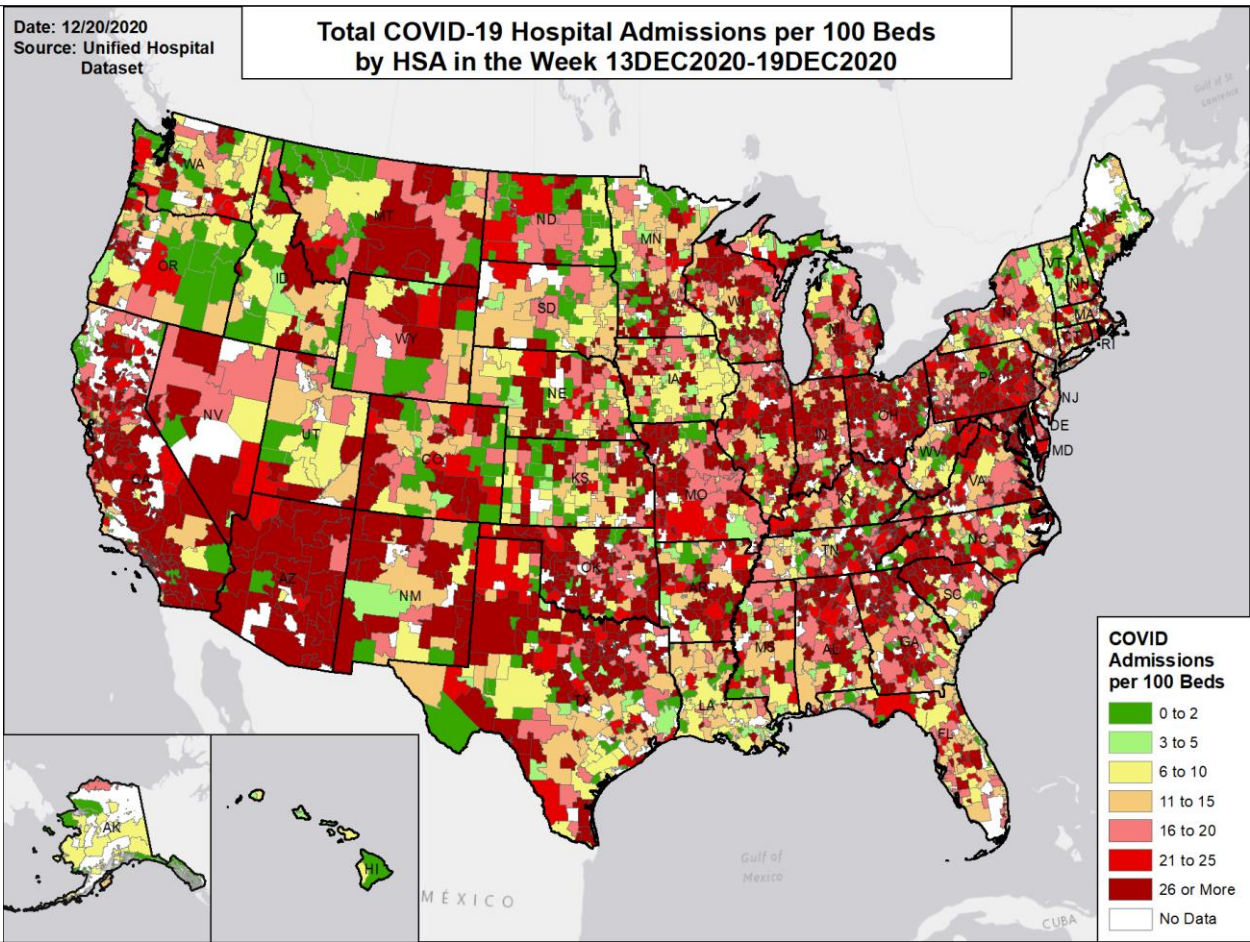 Date: 12/20/2020
Source: Unified Hospital
Dataset
Total COVID-19 Hospital Admissions per 100 Beds
by HSA in the Week 13DEC2020-19DEC2020
Gulf of St.
Lawrence
WA
MT
ND
MN
ME
OR
ID
SD
WI
VT
NH
WY
MI
NY
MA
RI
NE
IA
PA
NJ
NV
UT
CO
IN
OH
DE
MD
WV
CA
KS
MO
KY
VA
AZ
NM
OK
TN
NC
AR
SC
MS
AL
GA
LA
FL
AK
HI
Gulf of
Mexico
MÉXICO
CUBA
COVID
Admissions
per 100 Beds
0 to 2
3 to 5
6 to 10
11 to 15
16 to 20
21 to 25
26 or More
No Data